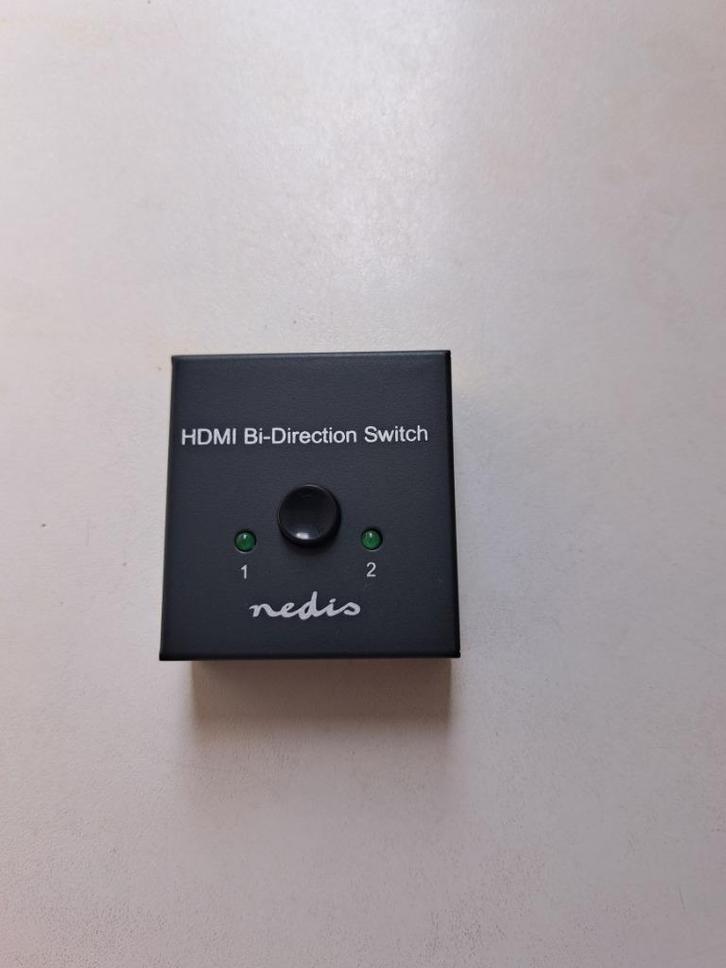 HDMI Bi-Direction Switch
1 2
nedis